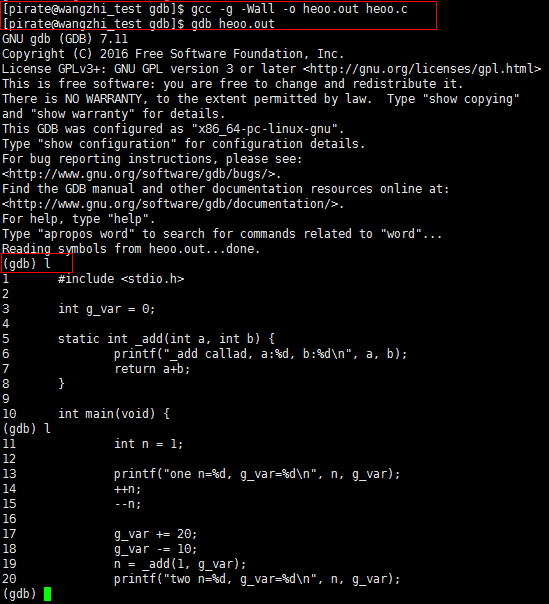 [pirate@wangzhi_test gdb]$ gcc -g -Wall -o heoo.out heoo.c
[pirate@wangzhi_test gdb]$ gdb heoo.out
GNU gdb (GDB) 7.11
Copyright (C) 2016 Free Software Foundation, Inc.
License GPLv3+: GNU GPL version 3 or later <http://gnu.org/licenses/gpl.html>
This is free software: you are free to change and redistribute it.
There is NO WARRANTY, to the extent permitted by law.  Type "show copying"
and "show warranty" for details.
This GDB was configured as "x86_64-pc-linux-gnu".
Type "show configuration" for configuration details.
For bug reporting instructions, please see:
<http://www.gnu.org/software/gdb/bugs/>.
Find the GDB manual and other documentation resources online at:
<http://www.gnu.org/software/gdb/documentation/>.
For help, type "help".
Type "apropos word" to search for commands related to "word"...
Reading symbols from heoo.out...done.
(gdb) l
1       #include <stdio.h>
2
3       int g_var = 0;
4
5       static int _add(int a, int b) {
6               printf("_add callad, a:%d, b:%d\n", a, b);
7               return a+b;
8       }
9
10      int main(void) {
(gdb) l
11              int n = 1;
12
13              printf("one n=%d, g_var=%d\n", n, g_var);
14              ++n;
15              --n;
16
17              g_var += 20;
18              g_var -= 10;
19              n = _add(1, g_var);
20              printf("two n=%d, g_var=%d\n", n, g_var);
(gdb)